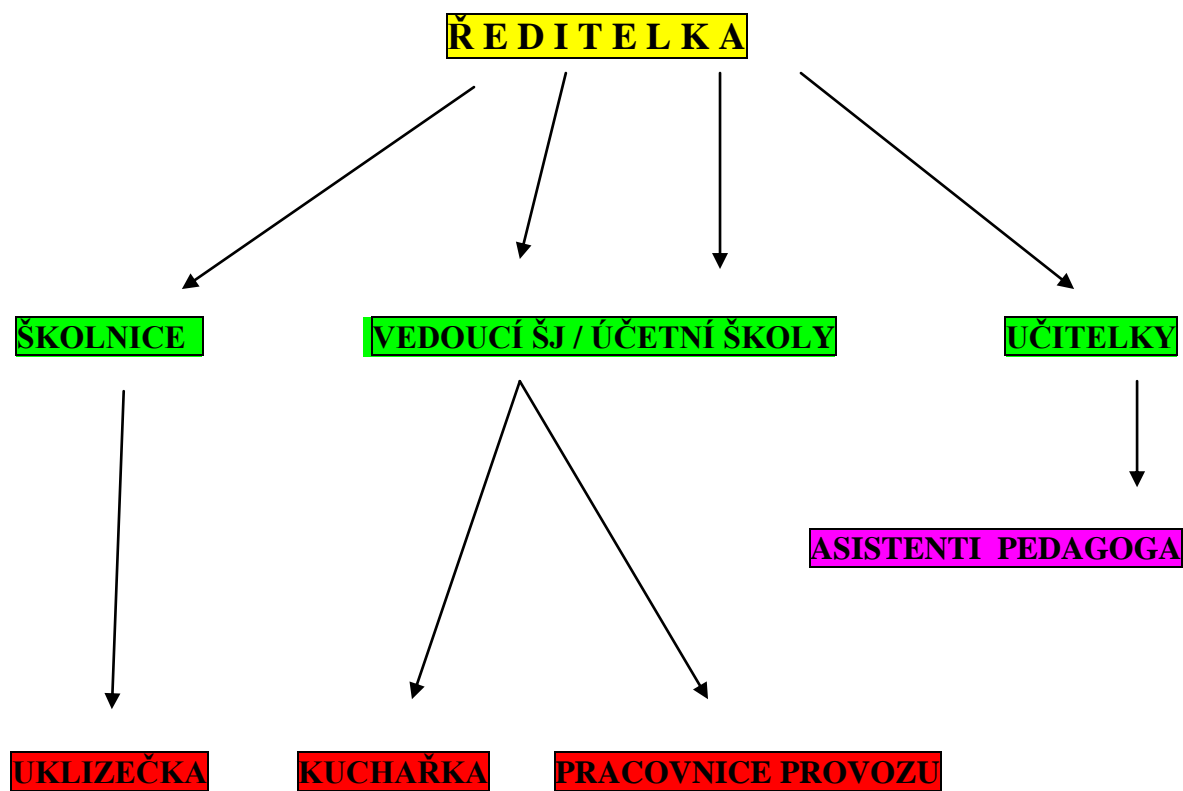 Ř E D I T E L K A
ŠKOLNICE
VEDOUCÍ ŠJ / ÚČETNÍ ŠKOLY
UČITELKY
ASISTENTI PEDAGOGA
UKLIZEČKA
KUCHAŘKA
PRACOVNICE PROVOZU